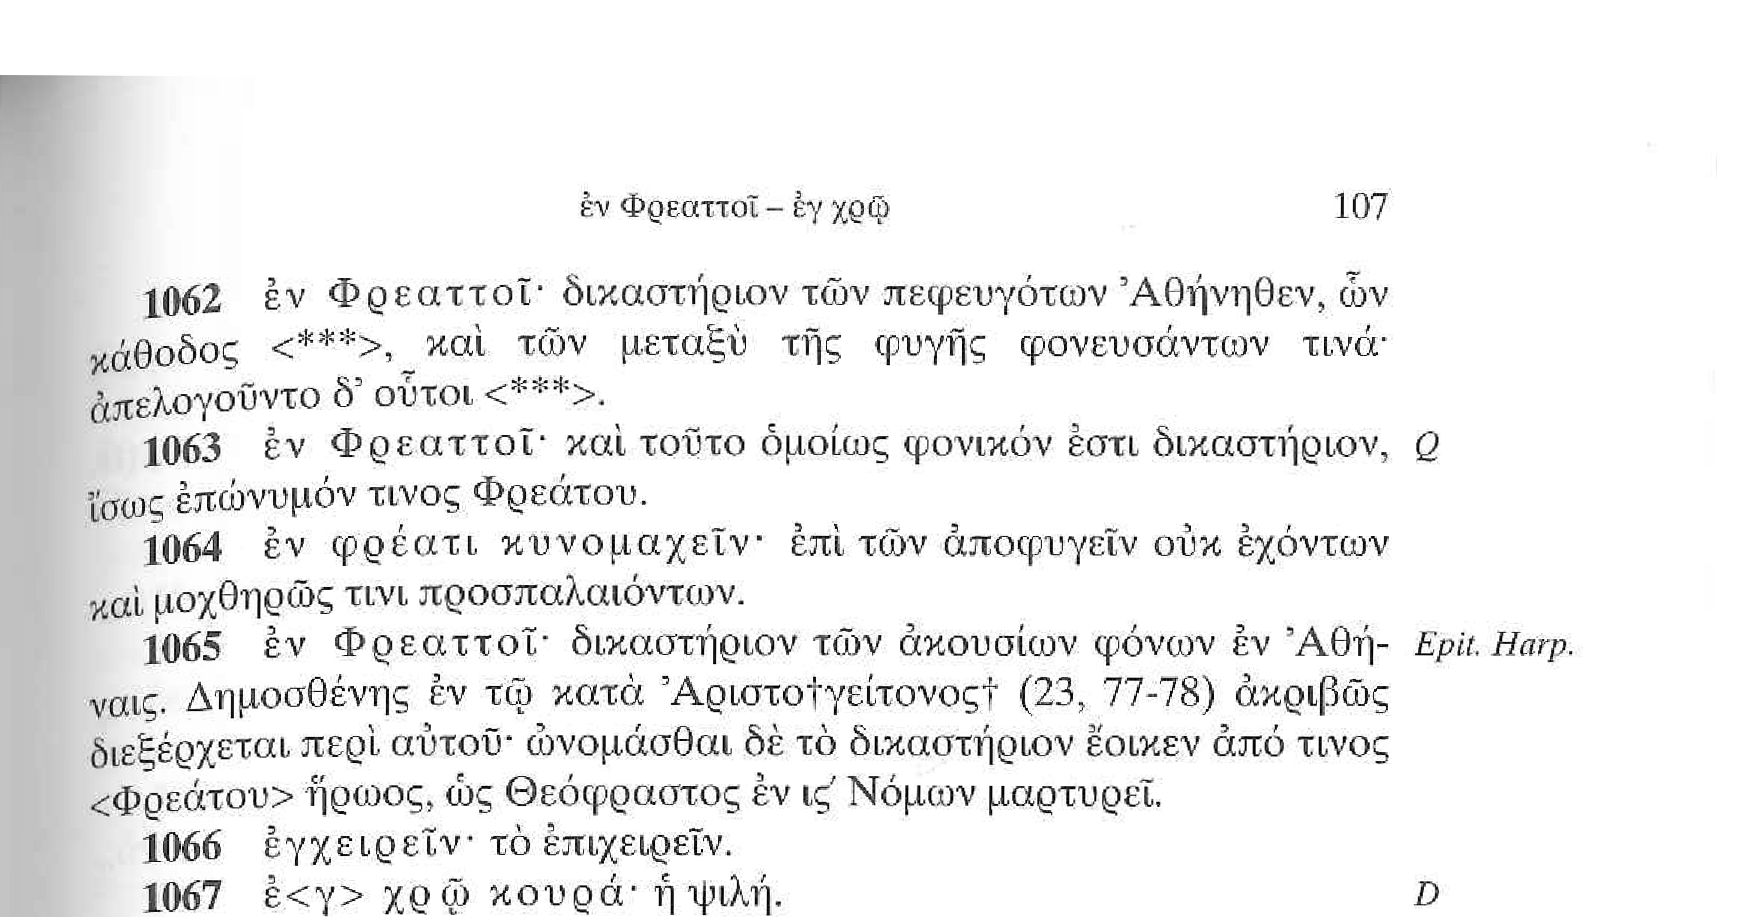 ἐν Φρεαττοῖ – ἐγ χρῷ 107
1062 ἐν Φρεαττοῖ· δικαστήριον τῶν πεφευγότων Ἀθήνηθεν, ὧν
κάθοδος <***>, καὶ τῶν μεταξὺ τῆς φυγῆς φονευσάντων τινά·
ἀπελογοῦντο δ’ οὗτοι <***>.
1063 ἐν Φρεαττοῖ· καὶ τοῦτο ὁμοίως φονικόν ἐστι δικαστήριον, Q
ἴσως ἐπώνυμόν τινος Φρεάτου.
1064 ἐν φρέατι κυνομαχεῖν· ἐπὶ τῶν ἀποφυγεῖν οὐκ ἐχόντων
καὶ μοχθηρῶς τινι προσπαλαιόντων.
1065 ἐν Φρεαττοῖ· δικαστήριον τῶν ἀκουσίων φόνων ἐν Ἀθή- Epit. Harp.
ναις. Δημοσθένης ἐν τῷ κατὰ Ἀριστο†γείτονος† (23, 77-78) ἀκριβῶς
διεξέρχεται περὶ αὐτοῦ· ὠνομάσθαι δὲ τὸ δικαστήριον ἔοικεν ἀπό τινος
<Φρεάτου> ἥρωος, ὡς Θεόφραστος ἐν ις′ Νόμων μαρτυρεῖ.
1066 ἐγχειρεῖν· τὸ ἐπιχειρεῖν.
1067 ἐ<γ> χρῷ κουρά· ἡ ψιλή. D